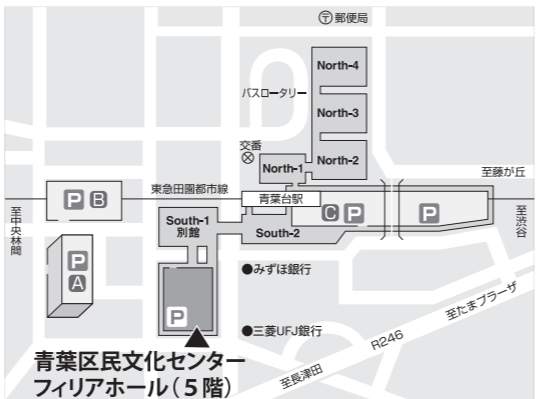 〒郵便局
North-4
バスロータリー
North-3
交番
North-1
North-2
至藤が丘
東急田園都市線
青葉台駅
P B
C P
P
至中央林間
至渋谷
South-1
別館
South-2
P
A
●みずほ銀行
P
●三菱UFJ銀行
至たまプラーザ
R246
至長津田
青葉区民文化センター
フィリアホール(5階)